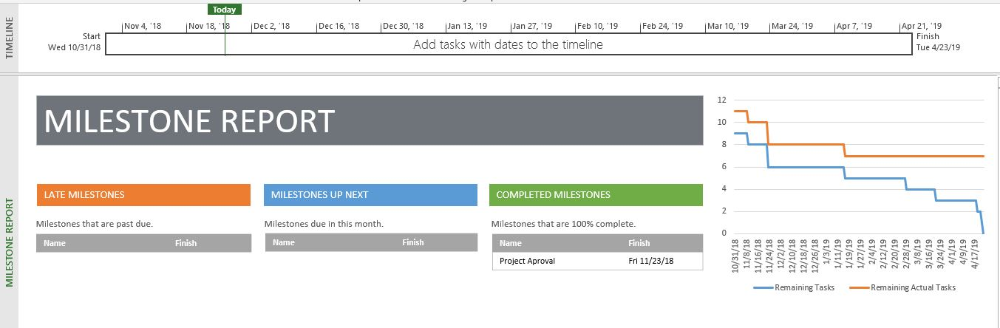 Today
Nov 4, '18 Nov 18, '18 Dec 2, '18 Dec 16, '18 Dec 30, '18 Jan 13, '19 Jan 27, '19 Feb 10, '19 Feb 24, '19 Mar 10, '19 Mar 24, '19 Apr 7, '19 Apr 21, '19
TIMELINE
Start
Wed 10/31/18
Add tasks with dates to the timeline
Finish
Tue 4/23/19
MILESTONE REPORT
MILESTONE REPORT
LATE MILESTONES
Milestones that are past due.
Name Finish
MILESTONES UP NEXT
Milestones due in this month.
Name Finish
COMPLETED MILESTONES
Milestones that are 100% complete.
Name Finish
Project Aproval Fri 11/23/18
12
10
8
6
4
2
0
10/31/18 11/8/18 11/16/18 11/24/18 12/2/18 12/10/18 12/18/18 12/26/18 1/3/19 1/11/19 1/19/19 1/27/19 2/4/19 2/12/19 2/20/19 2/28/19 3/8/19 3/16/19 3/24/19 4/1/19 4/9/19 4/17/19
Remaining Tasks Remaining Actual Tasks